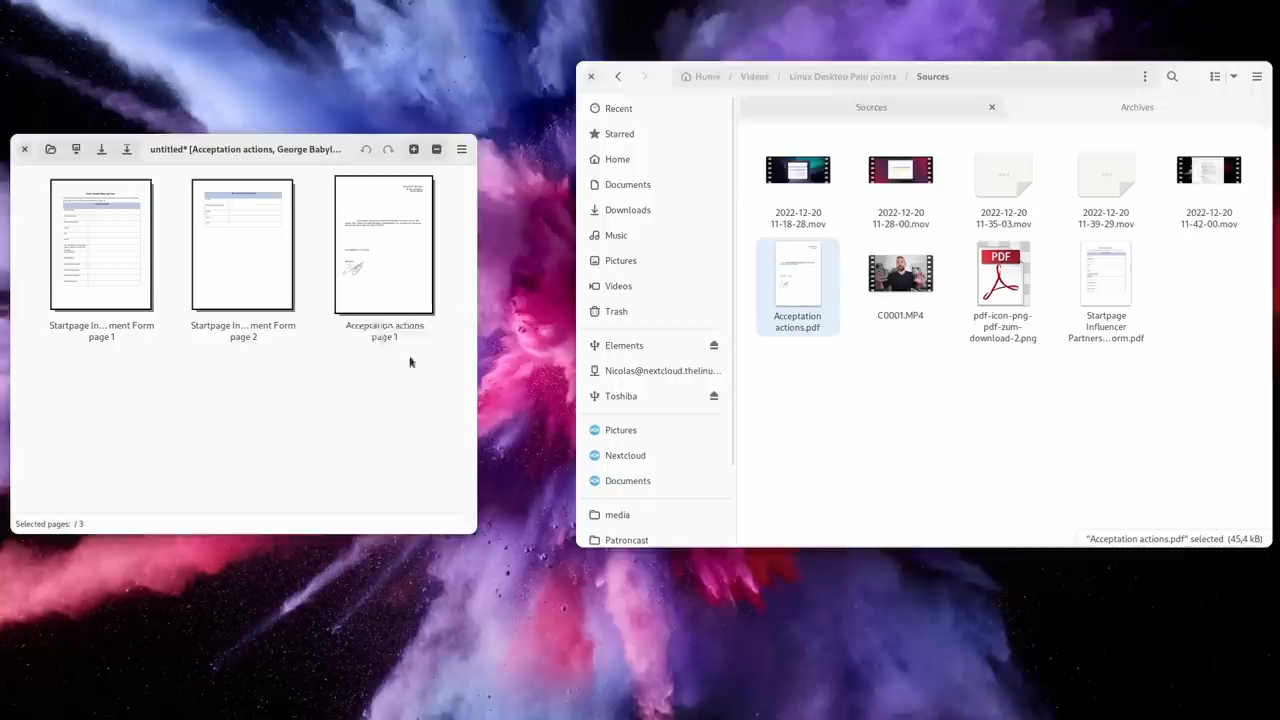 untitled* [Acceptation actions, George Babyl...
Startpage In...ment Form
page 1
Startpage In...ment Form
page 2
Acceptation actions
page 1
Selected pages: / 3
Home / Videos / Linux Desktop Pain points / Sources
Sources
Archives
Recent
Starred
Home
Documents
Downloads
Music
Pictures
Videos
Trash
Elements
Nicolas@nextcloud.thelinu...
Toshiba
Pictures
Nextcloud
Documents
media
Patroncast
2022-12-20
11-18-28.mov
2022-12-20
11-28-00.mov
2022-12-20
11-35-03.mov
2022-12-20
11-39-29.mov
2022-12-20
11-42-00.mov
Acceptation
actions.pdf
C0001.MP4
PDF
pdf-icon-png-
pdf-zum-
download-2.png
Startpage
Influencer
Partners...orm.pdf
"Acceptation actions.pdf" selected (45,4 kB)